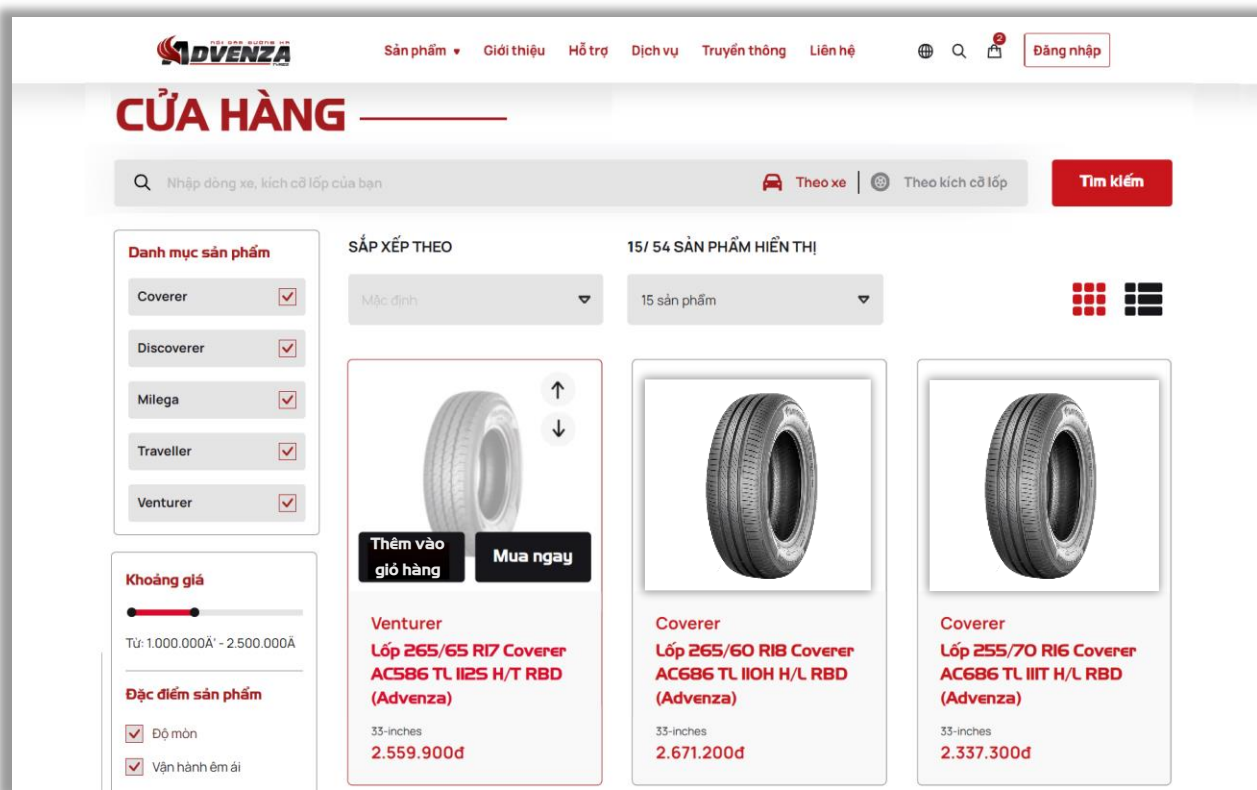 ADVENZA
Sản phẩm
Giới thiệu
Hỗ trợ
Dịch vụ
Truyền thông
Liên hệ
2
Đăng nhập
CỬA HÀNG
Nhập dòng xe, kích cỡ lốp của bạn
Theo xe
Theo kích cỡ lốp
Tìm kiếm
Danh mục sản phẩm
Coverer
Discoverer
Milega
Traveller
Venturer
Khoảng giá
Từ: 1.000.000Ä' - 2.500.000Ä
Đặc điểm sản phẩm
Độ mòn
Vận hành êm ái
SẮP XẾP THEO
Mặc định
15/ 54 SẢN PHẨM HIỂN THỊ
15 sản phẩm
Thêm vào
giỏ hàng
Mua ngay
Venturer
Lốp 265/65 R17 Coverer
AC586 TL 112S H/T RBD
(Advenza)
33-inches
2.559.900đ
Coverer
Lốp 265/60 R18 Coverer
AC686 TL 110H H/L RBD
(Advenza)
33-inches
2.671.200đ
Coverer
Lốp 255/70 R16 Coverer
AC686 TL 111T H/L RBD
(Advenza)
33-inches
2.337.300đ